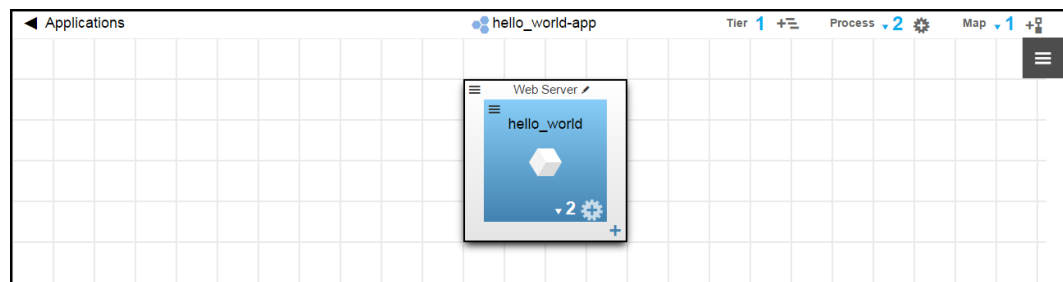 Applications hello_world-app Tier 1 Process 2 Map 1
Web Server
hello_world
2